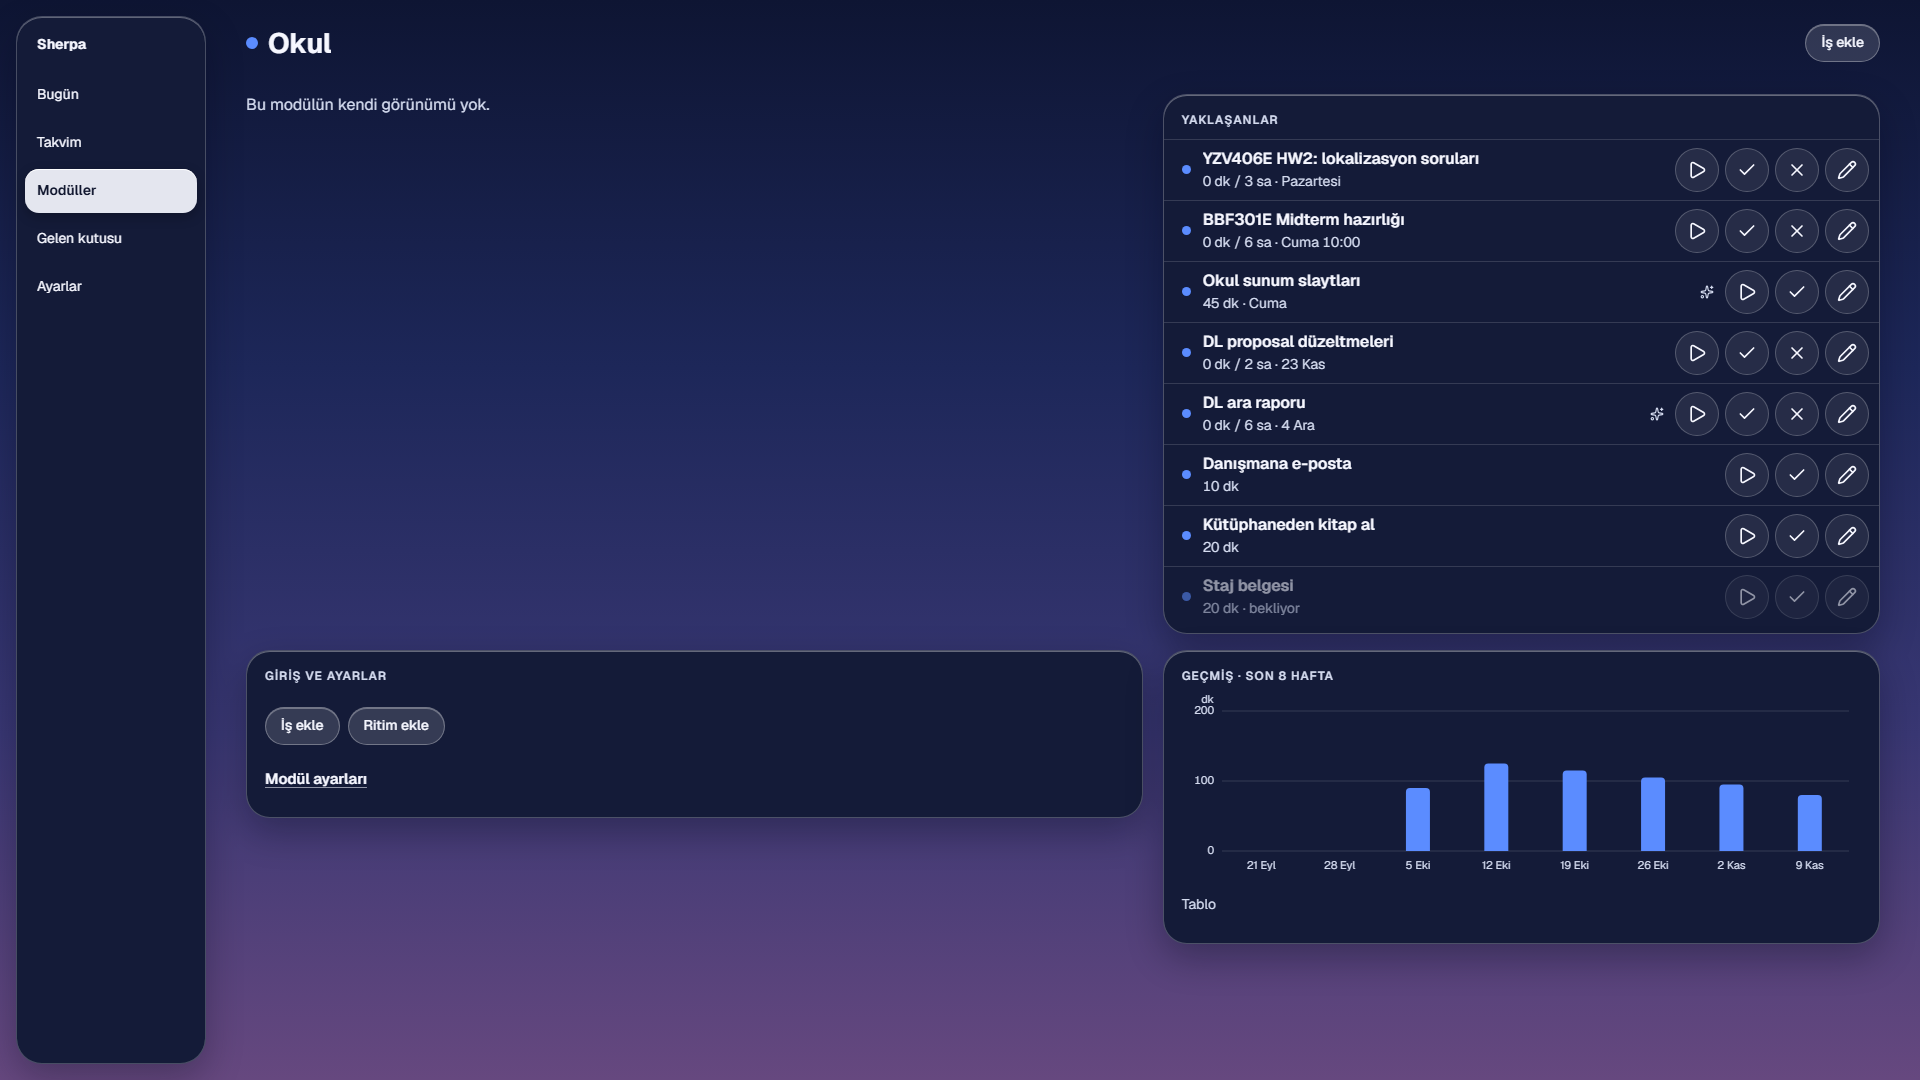 Sherpa
Bugün
Takvim
Modüller
Gelen kutusu
Ayarlar
Okul
İş ekle
Bu modülün kendi görünümü yok.
YAKLAŞANLAR
YZV406E HW2: lokalizasyon soruları
0 dk / 3 sa · Pazartesi
BBF301E Midterm hazırlığı
0 dk / 6 sa · Cuma 10:00
Okul sunum slaytları
45 dk · Cuma
DL proposal düzeltmeleri
0 dk / 2 sa · 23 Kas
DL ara raporu
0 dk / 6 sa · 4 Ara
Danışmana e-posta
10 dk
Kütüphaneden kitap al
20 dk
Staj belgesi
20 dk · bekliyor
GİRİŞ VE AYARLAR
İş ekle
Ritim ekle
Modül ayarları
GEÇMİŞ · SON 8 HAFTA
dk
200
100
0
21 Eyl
28 Eyl
5 Eki
12 Eki
19 Eki
26 Eki
2 Kas
9 Kas
Tablo